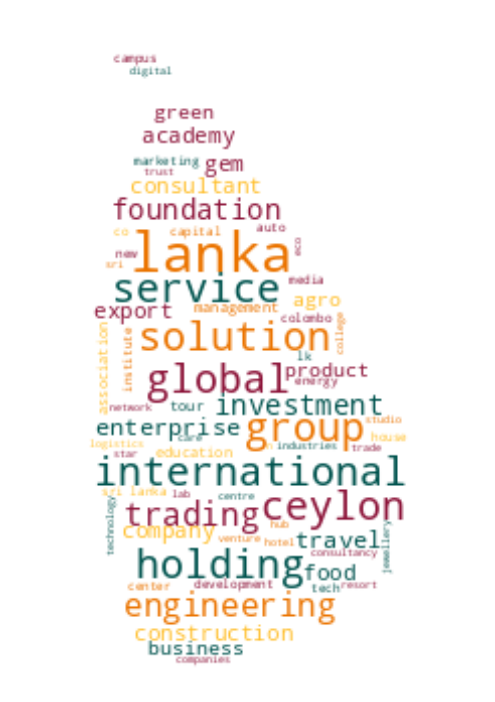 campus
digital
green
academy
marketing gem
trust
consultant
foundation
co capital auto
lanka eco
new
sri
service media
export management agro
colombo
solution college
association institute lk
global product
energy
network tour investment
enterprise group studio
care house
logistics n industries trade
star education
international
sri lanka lab centre
technology trading ceylon
company hub
venture hotel travel jewellery
consultancy
holding food
center development tech resort
engineering
construction
business
companies